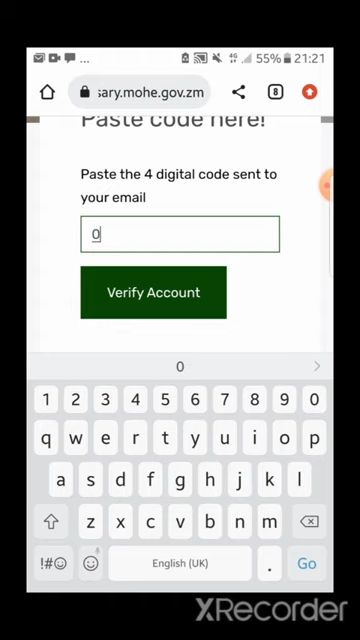 55% 21:21
sary.mohe.gov.zm 8
Paste code here!
Paste the 4 digital code sent to
your email
0
Verify Account
0
1 2 3 4 5 6 7 8 9 0
q w e r t y u i o p
a s d f g h j k l
z x c v b n m
!#☺ English (UK) . Go
XRecorder